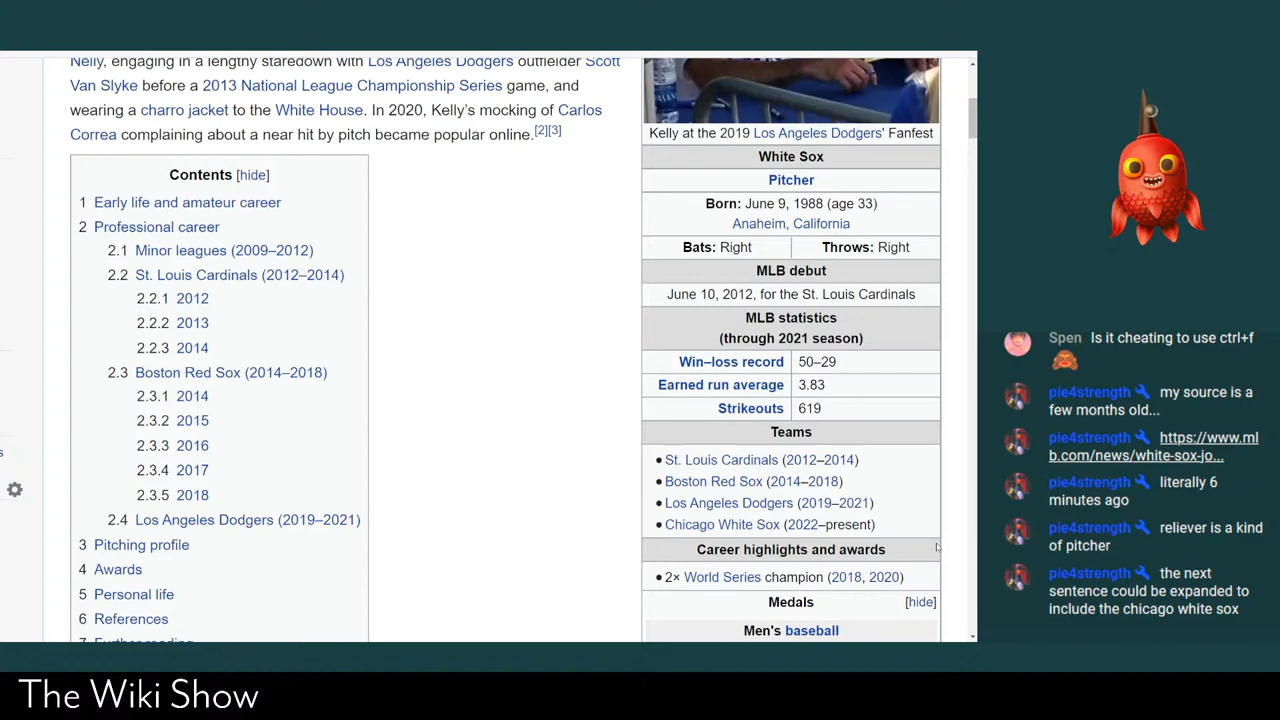 Nelly, engaging in a lengthy staredown with Los Angeles Dodgers outfielder Scott
Van Slyke before a 2013 National League Championship Series game, and
wearing a charro jacket to the White House. In 2020, Kelly's mocking of Carlos
Correa complaining about a near hit by pitch became popular online.[2][3]
Contents [hide]
1 Early life and amateur career
2 Professional career
2.1 Minor leagues (2009–2012)
2.2 St. Louis Cardinals (2012–2014)
2.2.1 2012
2.2.2 2013
2.2.3 2014
2.3 Boston Red Sox (2014–2018)
2.3.1 2014
2.3.2 2015
2.3.3 2016
2.3.4 2017
2.3.5 2018
2.4 Los Angeles Dodgers (2019–2021)
3 Pitching profile
4 Awards
5 Personal life
6 References
7 Further reading
Kelly at the 2019 Los Angeles Dodgers' Fanfest
White Sox
Pitcher
Born: June 9, 1988 (age 33)
Anaheim, California
Bats: Right Throws: Right
MLB debut
June 10, 2012, for the St. Louis Cardinals
MLB statistics
(through 2021 season)
Win–loss record 50–29
Earned run average 3.83
Strikeouts 619
Teams
• St. Louis Cardinals (2012–2014)
• Boston Red Sox (2014–2018)
• Los Angeles Dodgers (2019–2021)
• Chicago White Sox (2022–present)
Career highlights and awards
• 2× World Series champion (2018, 2020)
Medals [hide]
Men's baseball
s
Spen Is it cheating to use ctrl+f
pie4strength my source is a
few months old...
pie4strength https://www.ml
b.com/news/white-sox-jo...
pie4strength literally 6
minutes ago
pie4strength reliever is a kind
of pitcher
pie4strength the next
sentence could be expanded to
include the chicago white sox
The Wiki Show